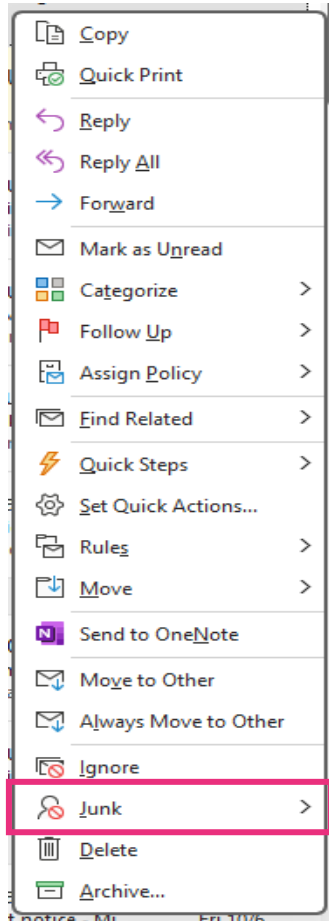 Copy
Quick Print
Reply
Reply All
Forward
Mark as Unread
Categorize
Follow Up
Assign Policy
Find Related
Quick Steps
Set Quick Actions...
Rules
Move
Send to OneNote
Move to Other
Always Move to Other
Ignore
Junk
Delete
Archive...